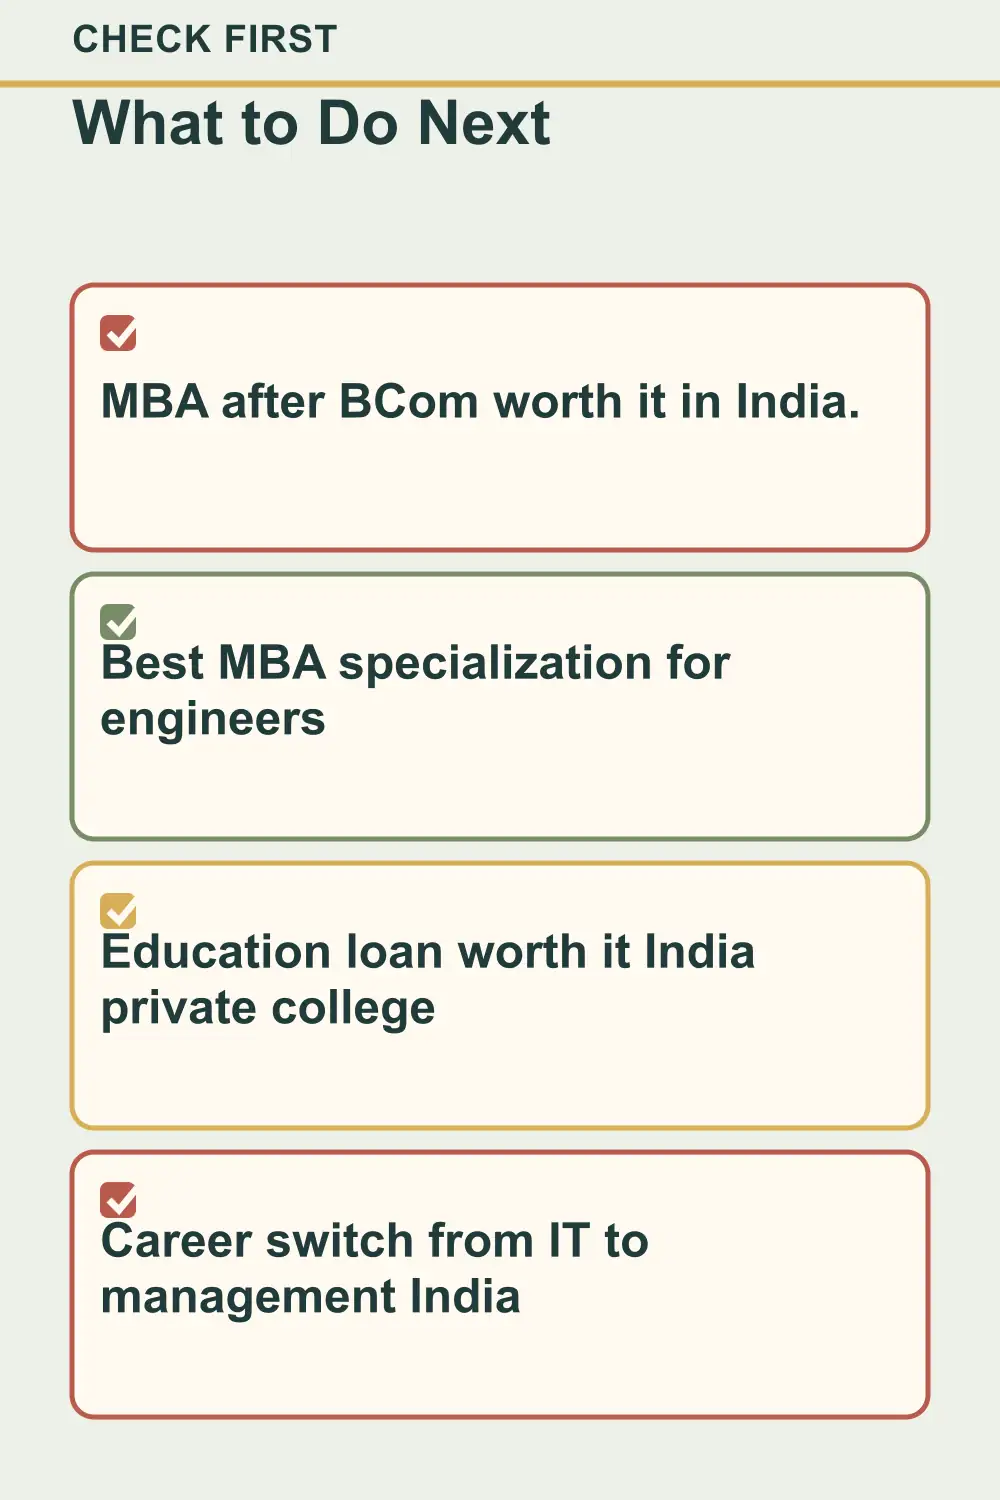 CHECK FIRST
What to Do Next
MBA after BCom worth it in India.
Best MBA specialization for
engineers
Education loan worth it India
private college
Career switch from IT to
management India